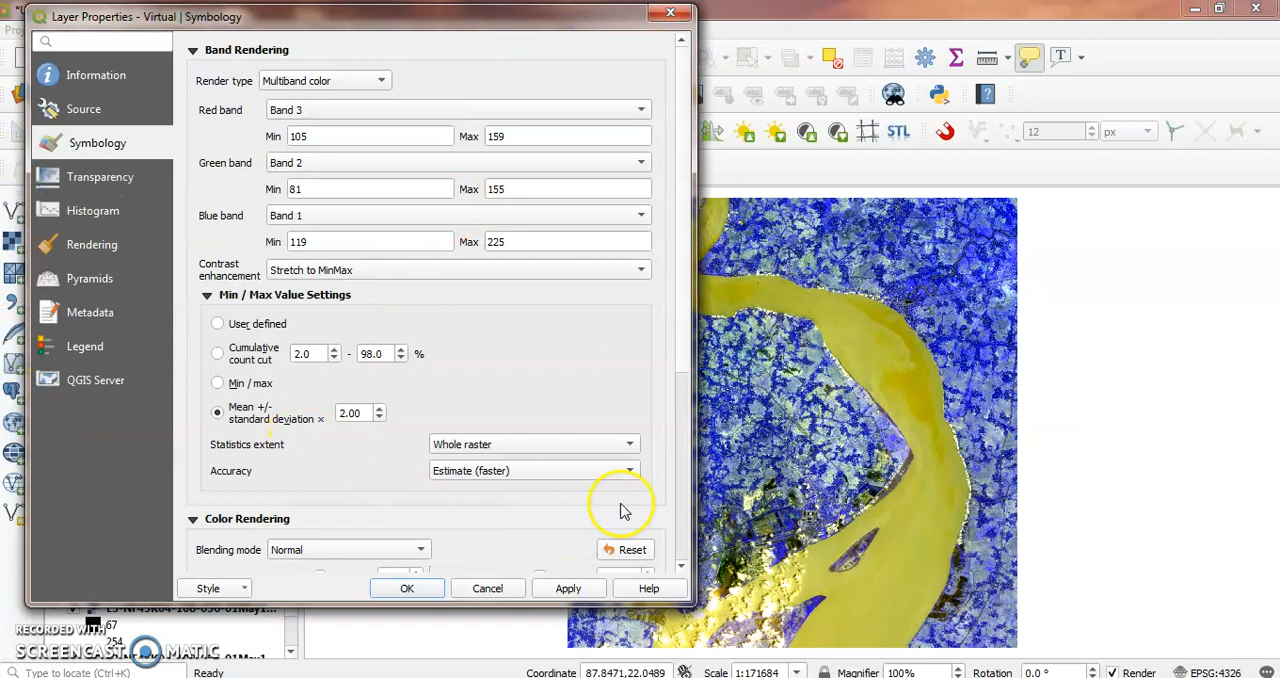 Layer Properties - Virtual | Symbology
Information
Source
Symbology
Transparency
Histogram
Rendering
Pyramids
Metadata
Legend
QGIS Server
Band Rendering
Render type Multiband color
Red band Band 3
Min 105 Max 159
Green band Band 2
Min 81 Max 155
Blue band Band 1
Min 119 Max 225
Contrast
enhancement Stretch to MinMax
Min / Max Value Settings
User defined
Cumulative
count cut 2.0 - 98.0 %
Min / max
Mean +/-
standard deviation × 2.00
Statistics extent Whole raster
Accuracy Estimate (faster)
Color Rendering
Blending mode Normal Reset
Style OK Cancel Apply Help
T
STL 12 px
67
254
RECORDED WITH
SCREENCAST MATIC
Type to locate (Ctrl+K) Ready Coordinate 87.8471,22.0489 Scale 1:171684 Magnifier 100% Rotation 0.0 ° Render EPSG:4326